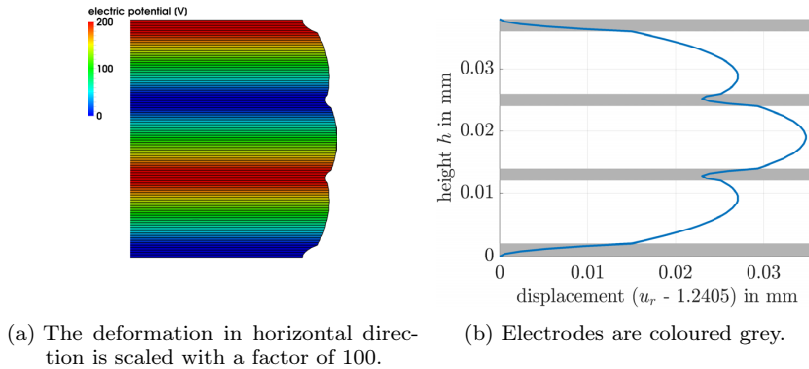 electric potential [V]
200
100
0
0.03
0.02
0.01
0
height h in mm
0
0.01
0.02
0.03
displacement (u_r - 1.2405) in mm
(a) The deformation in horizontal direc-
tion is scaled with a factor of 100.
(b) Electrodes are coloured grey.